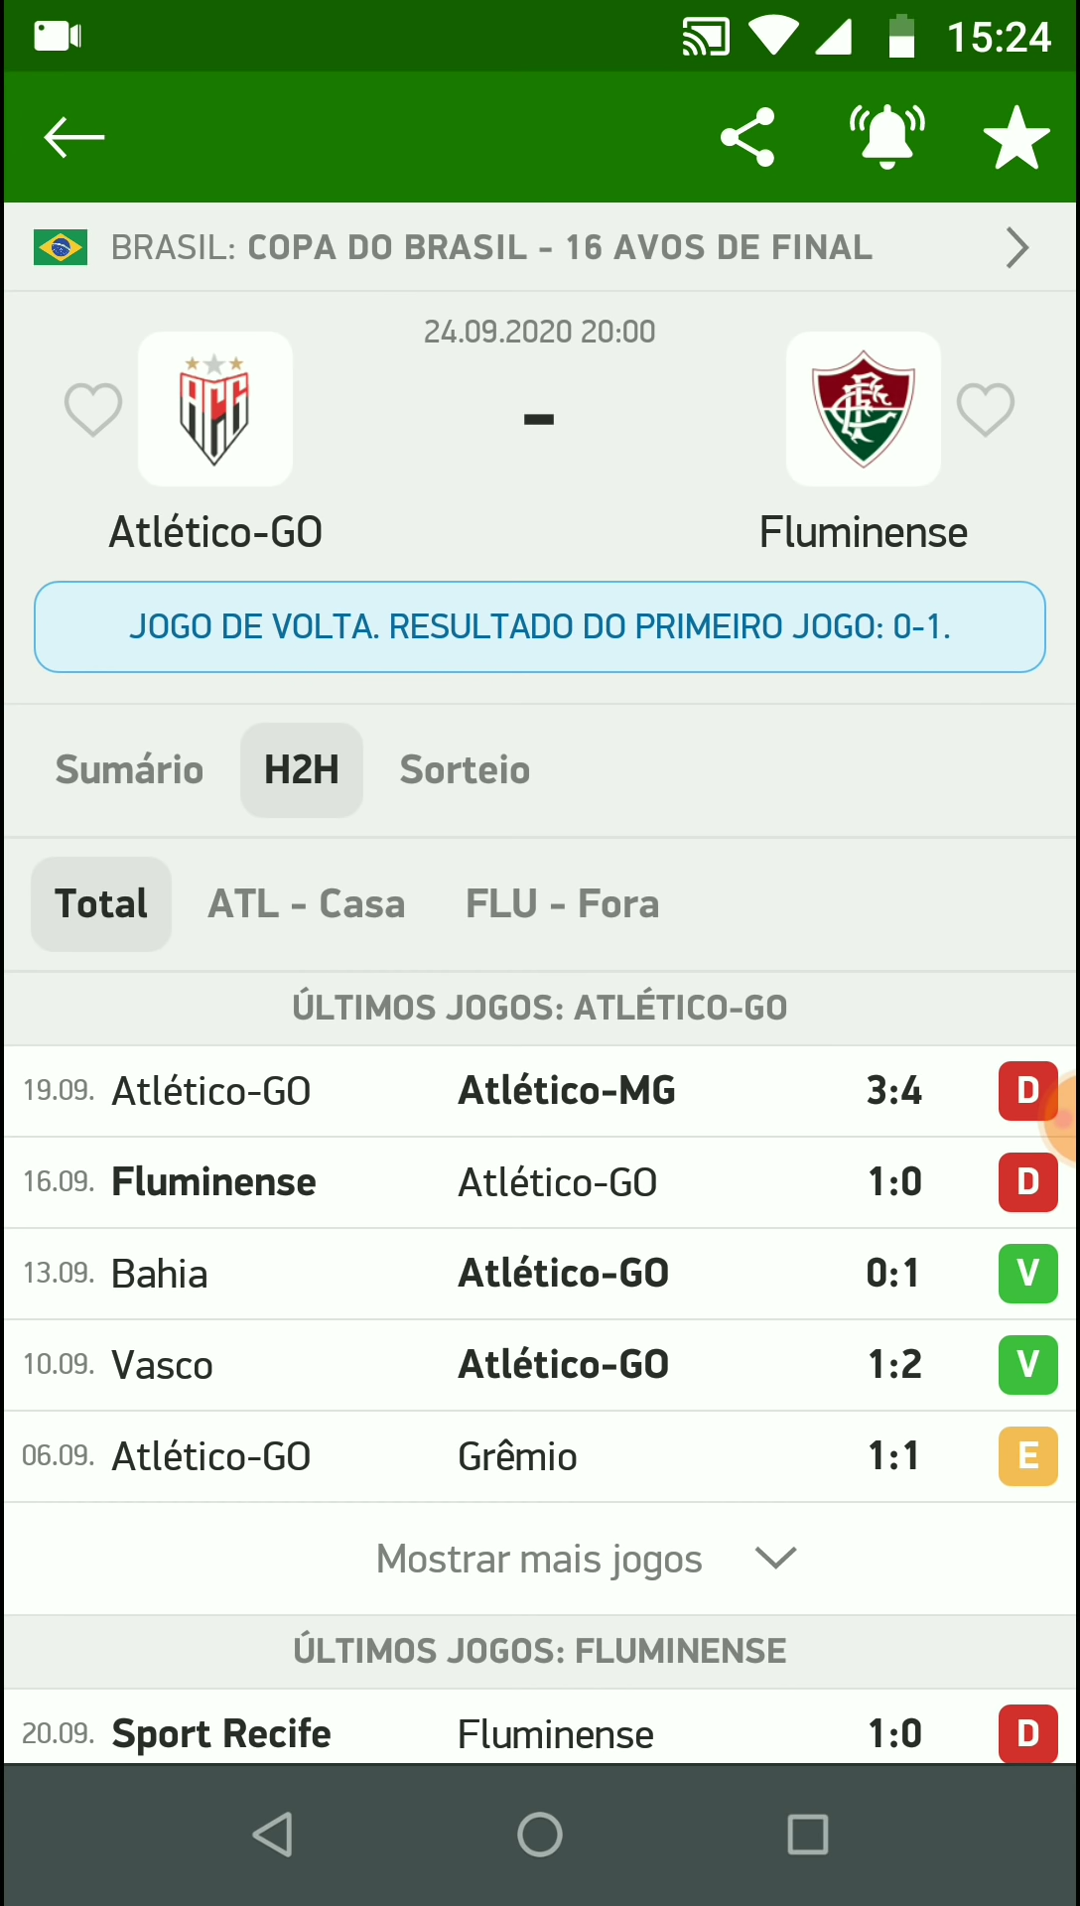 15:24
BRASIL: COPA DO BRASIL - 16 AVOS DE FINAL
24.09.2020 20:00
-
Atlético-GO Fluminense
JOGO DE VOLTA. RESULTADO DO PRIMEIRO JOGO: 0-1.
Sumário H2H Sorteio
Total ATL - Casa FLU - Fora
ÚLTIMOS JOGOS: ATLÉTICO-GO
19.09. Atlético-GO Atlético-MG 3:4 D
16.09. Fluminense Atlético-GO 1:0 D
13.09. Bahia Atlético-GO 0:1 V
10.09. Vasco Atlético-GO 1:2 V
06.09. Atlético-GO Grêmio 1:1 E
Mostrar mais jogos
ÚLTIMOS JOGOS: FLUMINENSE
20.09. Sport Recife Fluminense 1:0 D